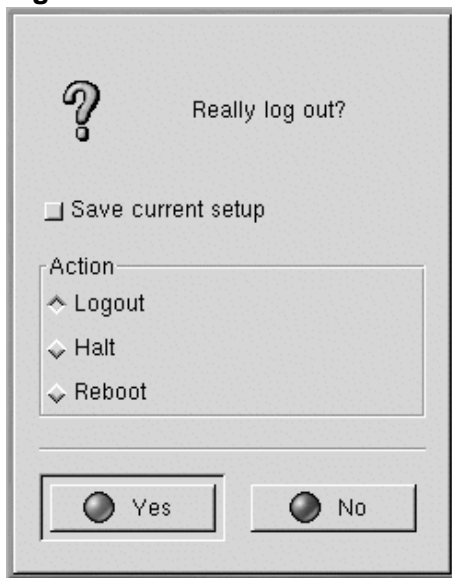 Really log out?
Save current setup
Action
Logout
Halt
Reboot
Yes No